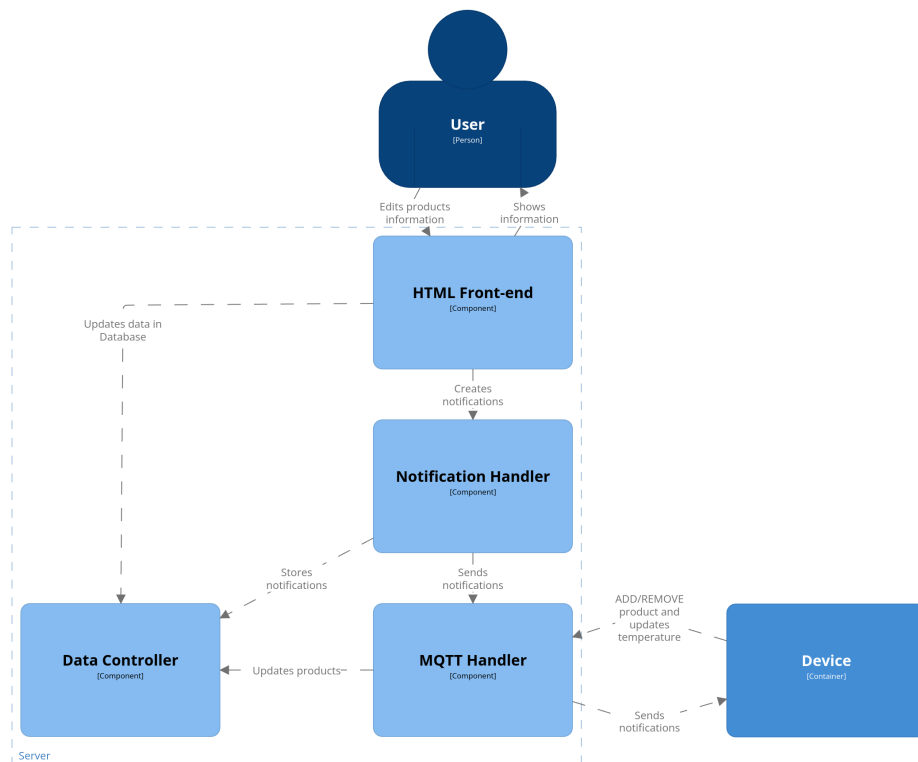 User
[Person]
Edits products
information
Shows
information
HTML Front-end
[Component]
Updates data in
Database
Creates
notifications
Notification Handler
[Component]
Stores
notifications
Sends
notifications
ADD/REMOVE
product and
updates
temperature
Data Controller
[Component]
Updates products
MQTT Handler
[Component]
Device
[Container]
Sends
notifications
Server